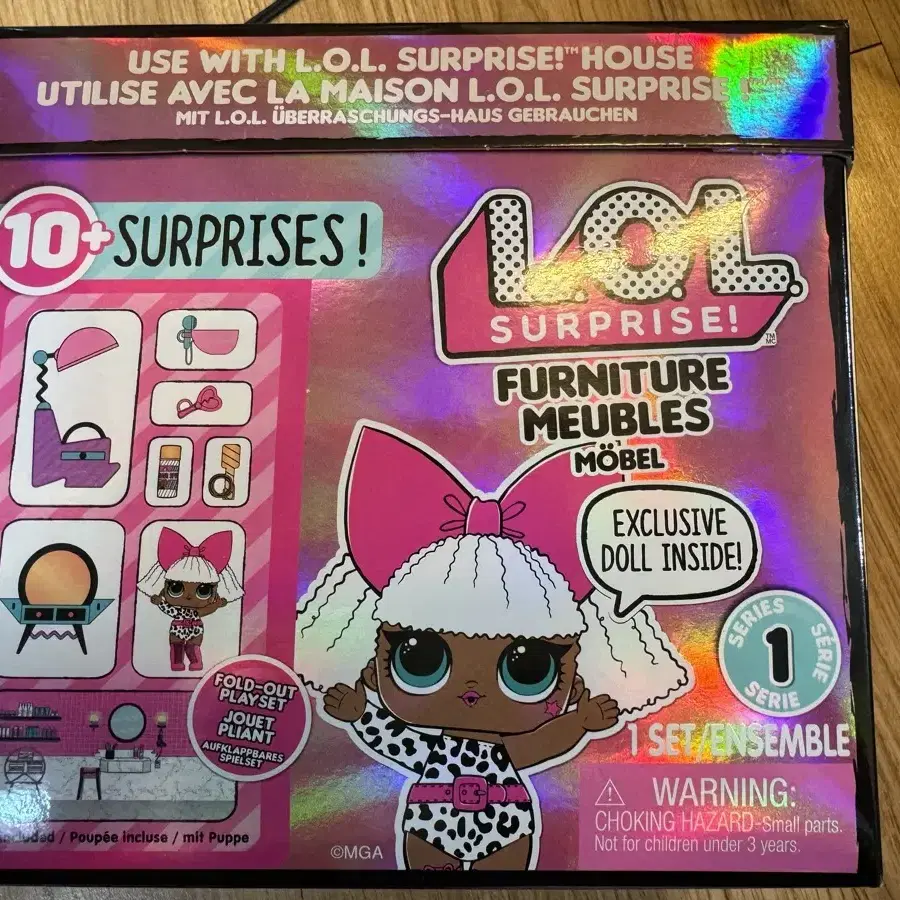 USE WITH L.O.L. SURPRISE!™ HOUSE
UTILISE AVEC LA MAISON L.O.L. SURPRISE !
MIT L.O.L. ÜBERRASCHUNGS-HAUS GEBRAUCHEN
10+ SURPRISES !
L.O.L.
SURPRISE!
TM
MC
FURNITURE
MEUBLES
MÖBEL
EXCLUSIVE
DOLL INSIDE!
SERIES
SÉRIE
1
SERIE
FOLD-OUT
PLAYSET
JOUET
PLIANT
AUFKLAPPBARES
SPIELSET
1 SET/ENSEMBLE
/ Poupée incluse / mit Puppe
©MGA
WARNING:
CHOKING HAZARD-Small parts.
Not for children under 3 years.